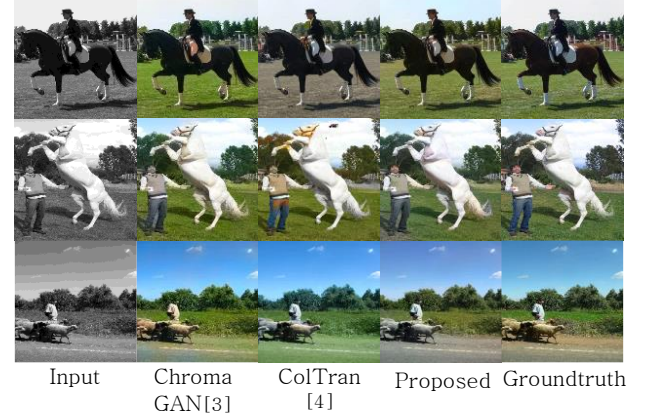 Input
Chroma
GAN[3]
ColTran
[4]
Proposed
Groundtruth